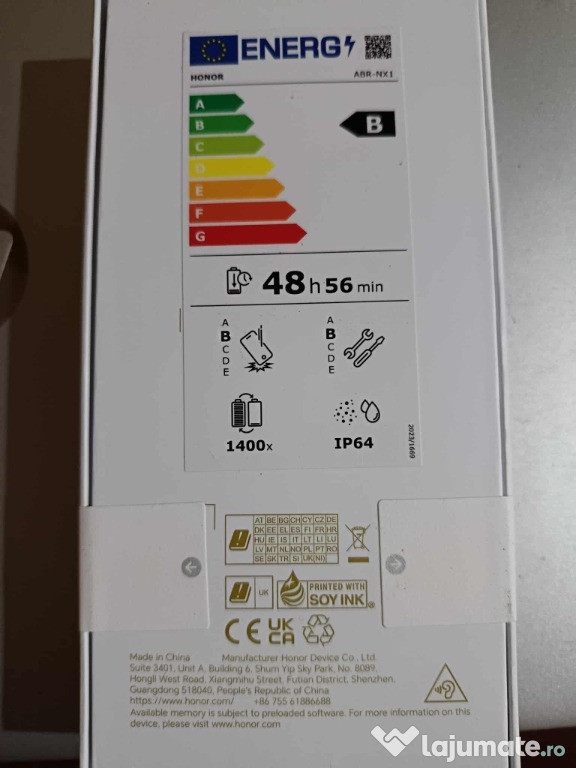 ENERG
HONOR ABR-NX1
A
B
B
C
D
E
F
G
48 h 56 min
A
B
C
D
E
A
B
C
D
E
1400x
IP64
2023/1669
AT BE BG CH CY CZ DE
DK EE EL ES FI FR HR
HU IE IS IT LT LI LU
LV MT NL NO PL PT RO
SE SK TR SI UK(NI)
UK
PRINTED WITH
SOY INK
CE UK
CA
Made in China Manufacturer: Honor Device Co., Ltd.
Suite 3401, Unit A, Building 6, Shum Yip Sky Park, No. 8089,
Hongli West Road, Xiangmihu Street, Futian District, Shenzhen,
Guangdong 518040, People's Republic of China
https://www.honor.com/ +86 755 61886688
Available memory is subject to preloaded software. For more information on this
device, please go to www.honor.com
lajumate.ro